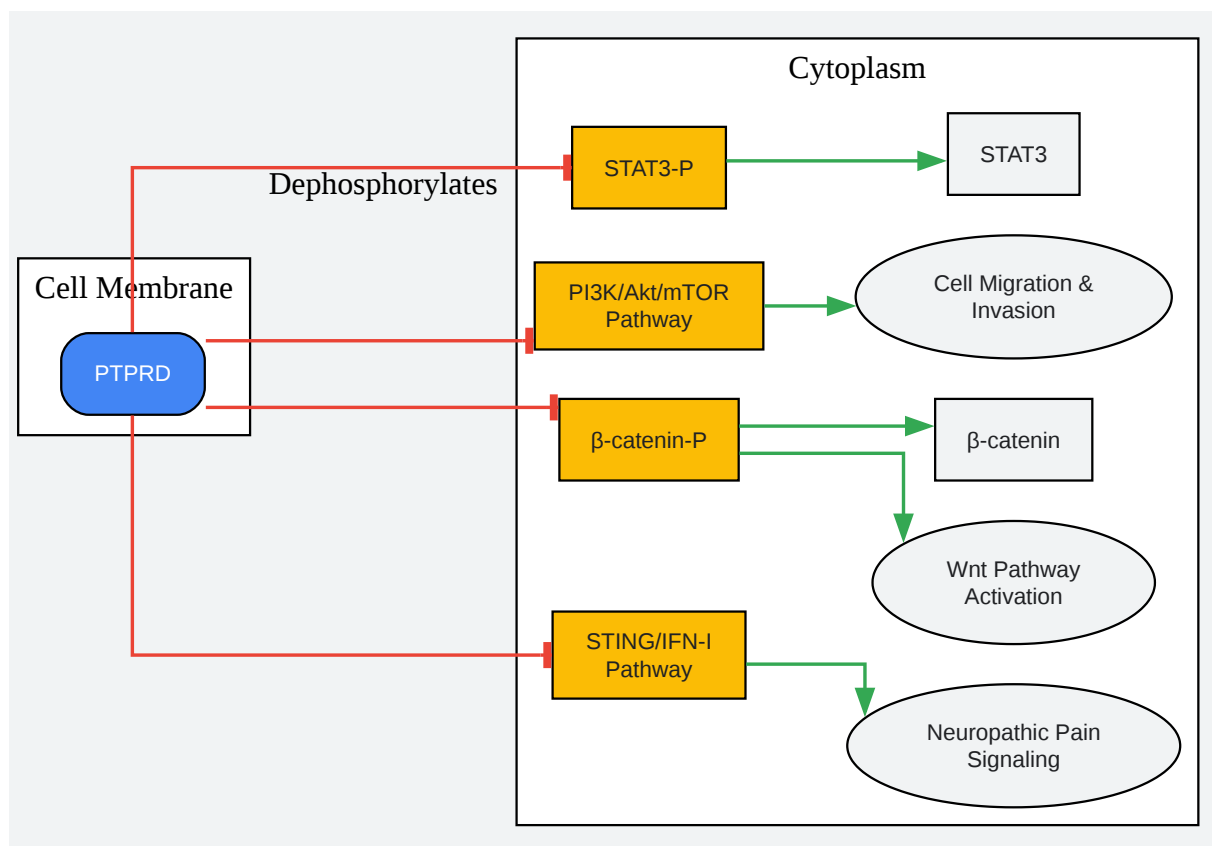 Cytoplasm
STAT3-P
STAT3
Dephosphorylates
Cell Membrane
PTPRD
PI3K/Akt/mTOR
Pathway
Cell Migration &
Invasion
β-catenin-P
β-catenin
Wnt Pathway
Activation
STING/IFN-I
Pathway
Neuropathic Pain
Signaling